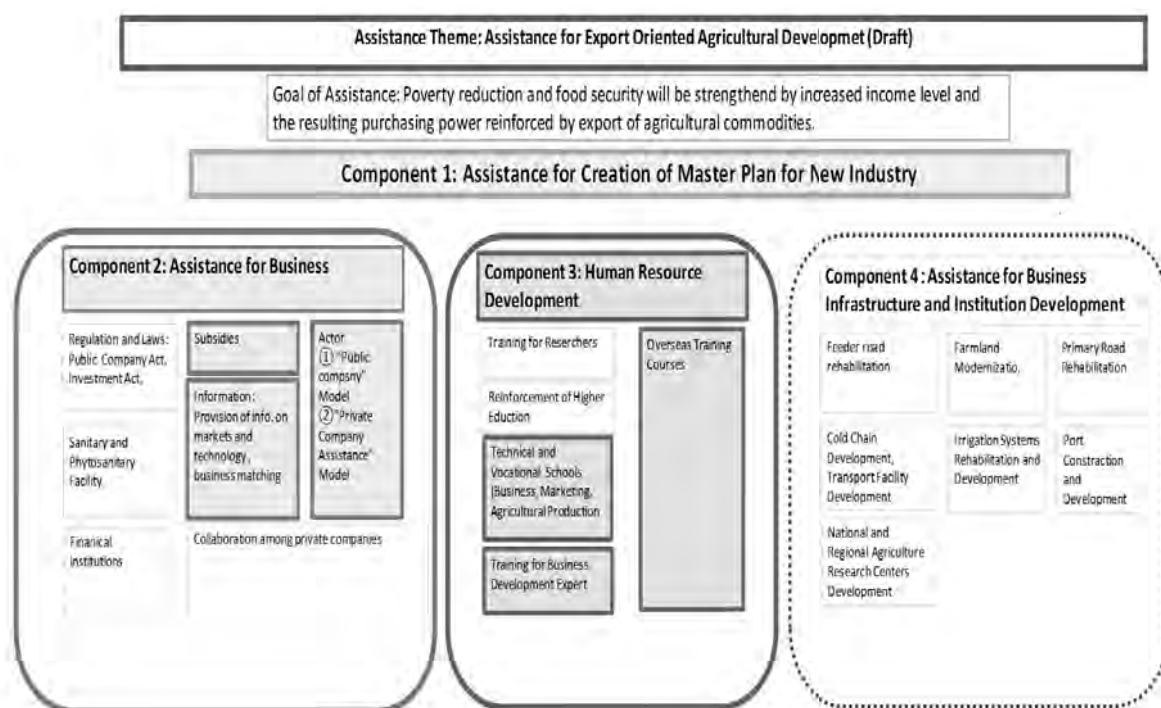 Assistance Theme: Assistance for Export Oriented Agricultural Developmet (Draft)
Goal of Assistance: Poverty reduction and food security will be strengthend by increased income level and
the resulting purchasing power reinforced by export of agricultural commodities.
Component 1: Assistance for Creation of Master Plan for New Industry
Component 2: Assistance for Business
Regulation and Laws:
Public Company Act,
Investment Act,
Sanitary and
Phytosanitary
Facility
Finanical
Institutions
Subsidies
Information:
Provision of info. on
markets and
technology,
business matching
Actor
① "Public
company"
Model
② "Private
Company
Assistance"
Model
Collaboration among private companies
Component 3: Human Resource
Development
Training for Reserchers
Reinforcement of Higher
Eduction
Technical and
Vocational Schools
(Business, Marketing,
Agricultural Production
Training for Business
Development Expert
Overseas Training
Courses
Component 4: Assistance for Business
Infrastructure and Institution Development
Feeder road
rehabilitation
Farmland
Modernizatio,
Primary Road
Rehabilitation
Cold Chain
Development,
Transport Facility
Development
Irrigation Systems
Rehabilitation and
Development
Port
Constraction
and
Development
National and
Regional Agriculture
Research Centers
Development